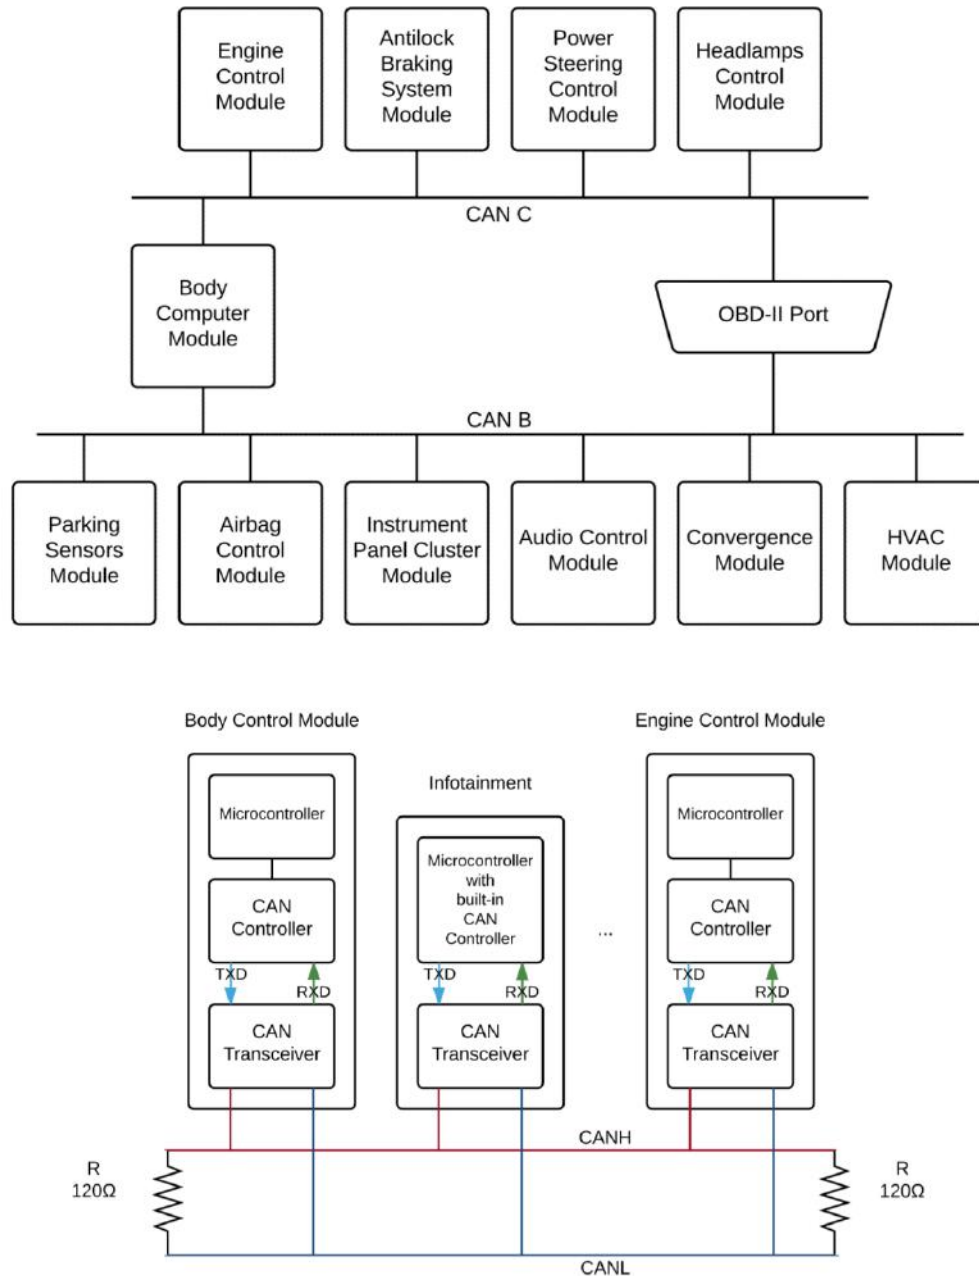 Engine
Control
Module
Antilock
Braking
System
Module
Power
Steering
Control
Module
Headlamps
Control
Module
CAN C
Body
Computer
Module
OBD-II Port
CAN B
Parking
Sensors
Module
Airbag
Control
Module
Instrument
Panel Cluster
Module
Audio Control
Module
Convergence
Module
HVAC
Module
Body Control Module
Microcontroller
CAN
Controller
TXD
RXD
CAN
Transceiver
Infotainment
Microcontroller
with
built-in
CAN
Controller
TXD
RXD
CAN
Transceiver
...
Engine Control Module
Microcontroller
CAN
Controller
TXD
RXD
CAN
Transceiver
CANH
R
120Ω
R
120Ω
CANL